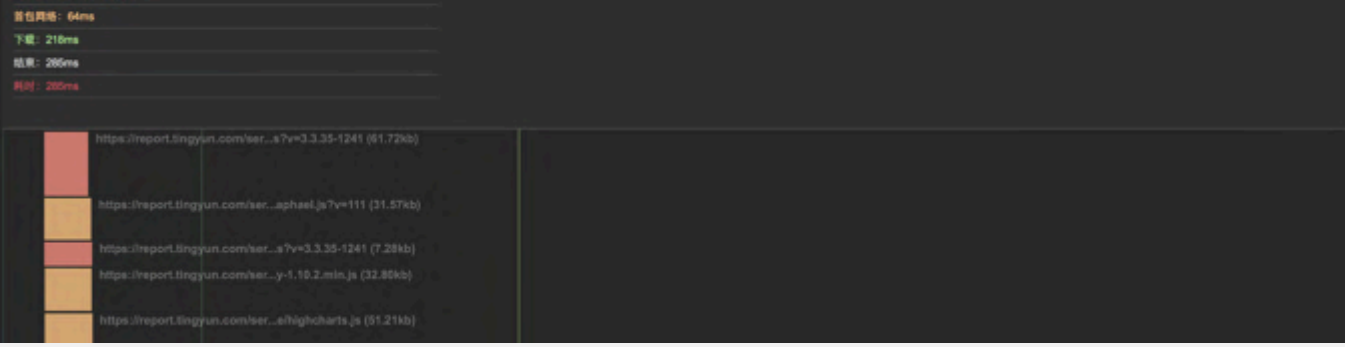 首包网络：64ms
下载：218ms
结束：285ms
耗时：285ms
https://report.tingyun.com/ser...s?v=3.3.35-1241 (61.72kb)
https://report.tingyun.com/ser...aphael.js?v=111 (31.57kb)
https://report.tingyun.com/ser...s?v=3.3.35-1241 (7.28kb)
https://report.tingyun.com/ser...y-1.10.2.min.js (32.80kb)
https://report.tingyun.com/ser...e/highcharts.js (51.21kb)